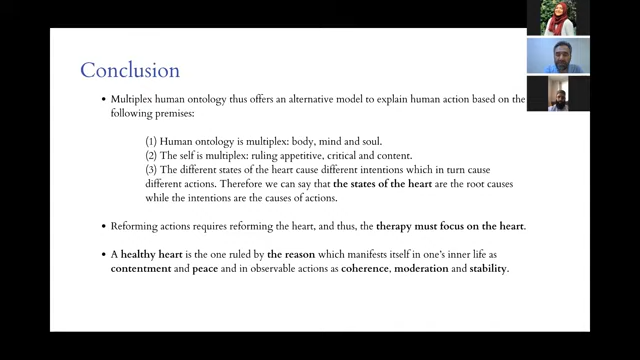 Conclusion
• Multiplex human ontology thus offers an alternative model to explain human action based on the
following premises:
(1) Human ontology is multiplex: body, mind and soul.
(2) The self is multiplex: ruling appetitive, critical and content.
(3) The different states of the heart cause different intentions which in turn cause
different actions. Therefore we can say that the states of the heart are the root causes
while the intentions are the causes of actions.
• Reforming actions requires reforming the heart, and thus, the therapy must focus on the heart.
• A healthy heart is the one ruled by the reason which manifests itself in one's inner life as
contentment and peace and in observable actions as coherence, moderation and stability.